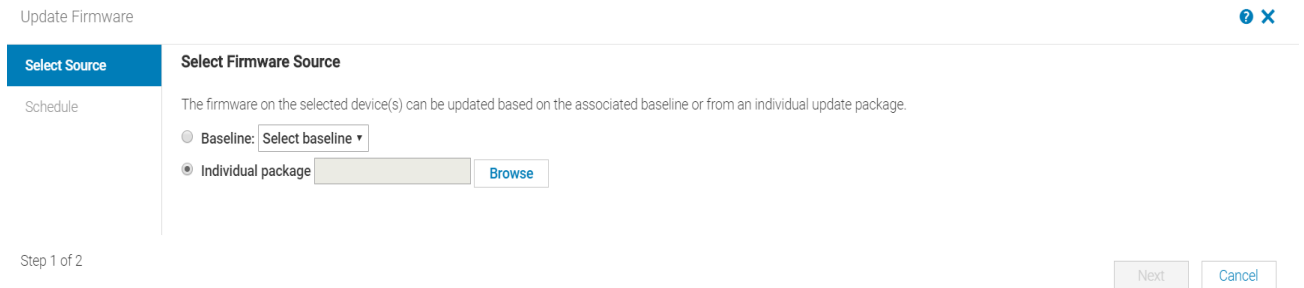 Update Firmware
Select Source
Select Firmware Source
Schedule
The firmware on the selected device(s) can be updated based on the associated baseline or from an individual update package.
Baseline: Select baseline
Individual package Browse
Step 1 of 2
Next Cancel